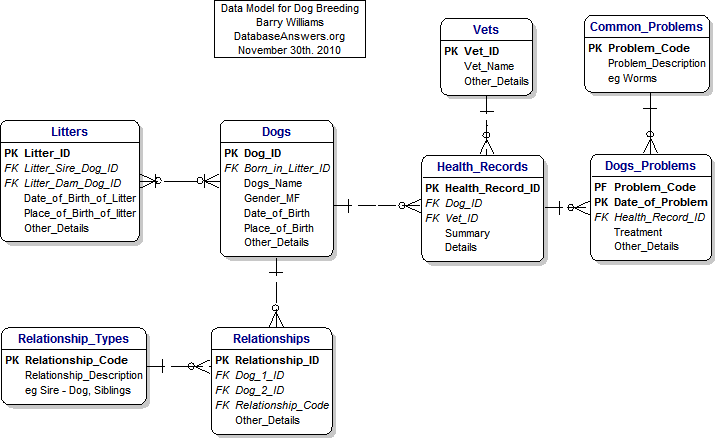 Data Model for Dog Breeding
Barry Williams
DatabaseAnswers.org
November 30th. 2010
Vets
PK Vet_ID
Vet_Name
Other_Details
Common_Problems
PK Problem_Code
Problem_Description
eg Worms
Litters
PK Litter_ID
FK Litter_Sire_Dog_ID
FK Litter_Dam_Dog_ID
Date_of_Birth_of_Litter
Place_of_Birth_of_litter
Other_Details
Dogs
PK Dog_ID
FK Born_in_Litter_ID
Dogs_Name
Gender_MF
Date_of_Birth
Place_of_Birth
Other_Details
Health_Records
PK Health_Record_ID
FK Dog_ID
FK Vet_ID
Summary
Details
Dogs_Problems
PF Problem_Code
PK Date_of_Problem
FK Health_Record_ID
Treatment
Other_Details
Relationship_Types
PK Relationship_Code
Relationship_Description
eg Sire - Dog, Siblings
Relationships
PK Relationship_ID
FK Dog_1_ID
FK Dog_2_ID
FK Relationship_Code
Other_Details